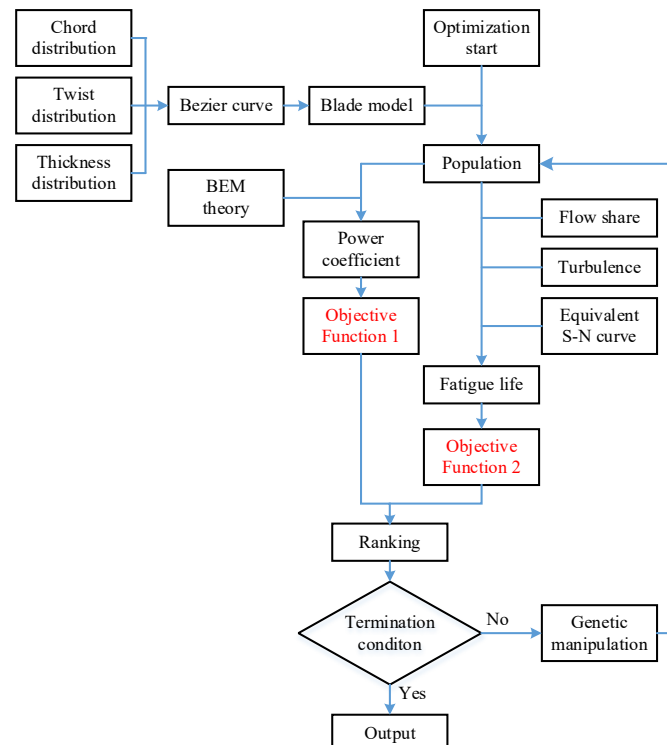 Chord
distribution
Optimization
start
Twist
distribution
Bezier curve
Blade model
Thickness
distribution
Population
BEM
theory
Flow share
Power
coefficient
Turbulence
Objective
Function 1
Equivalent
S-N curve
Fatigue life
Objective
Function 2
Ranking
Termination
conditon
No
Genetic
manipulation
Yes
Output